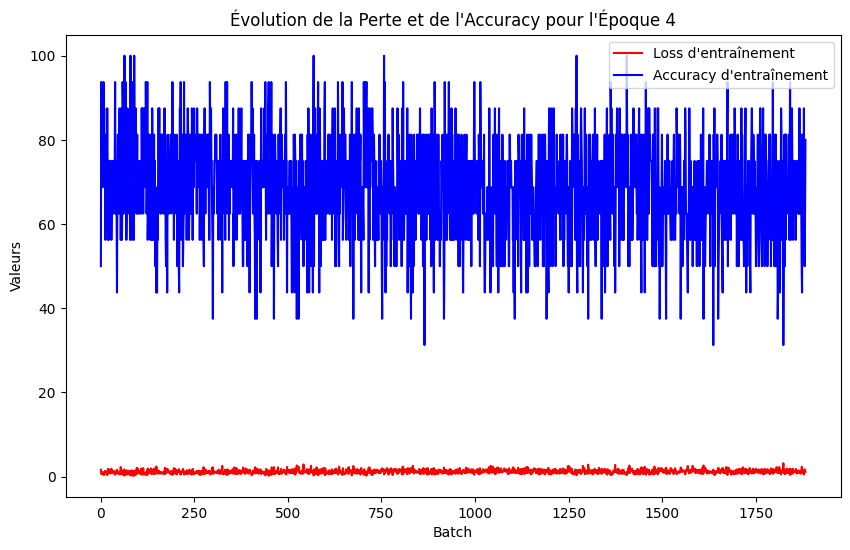 Évolution de la Perte et de l'Accuracy pour l'Époque 4
Loss d'entraînement
Accuracy d'entraînement
Valeurs
100
80
60
40
20
0
0
250
500
750
1000
1250
1500
1750
Batch